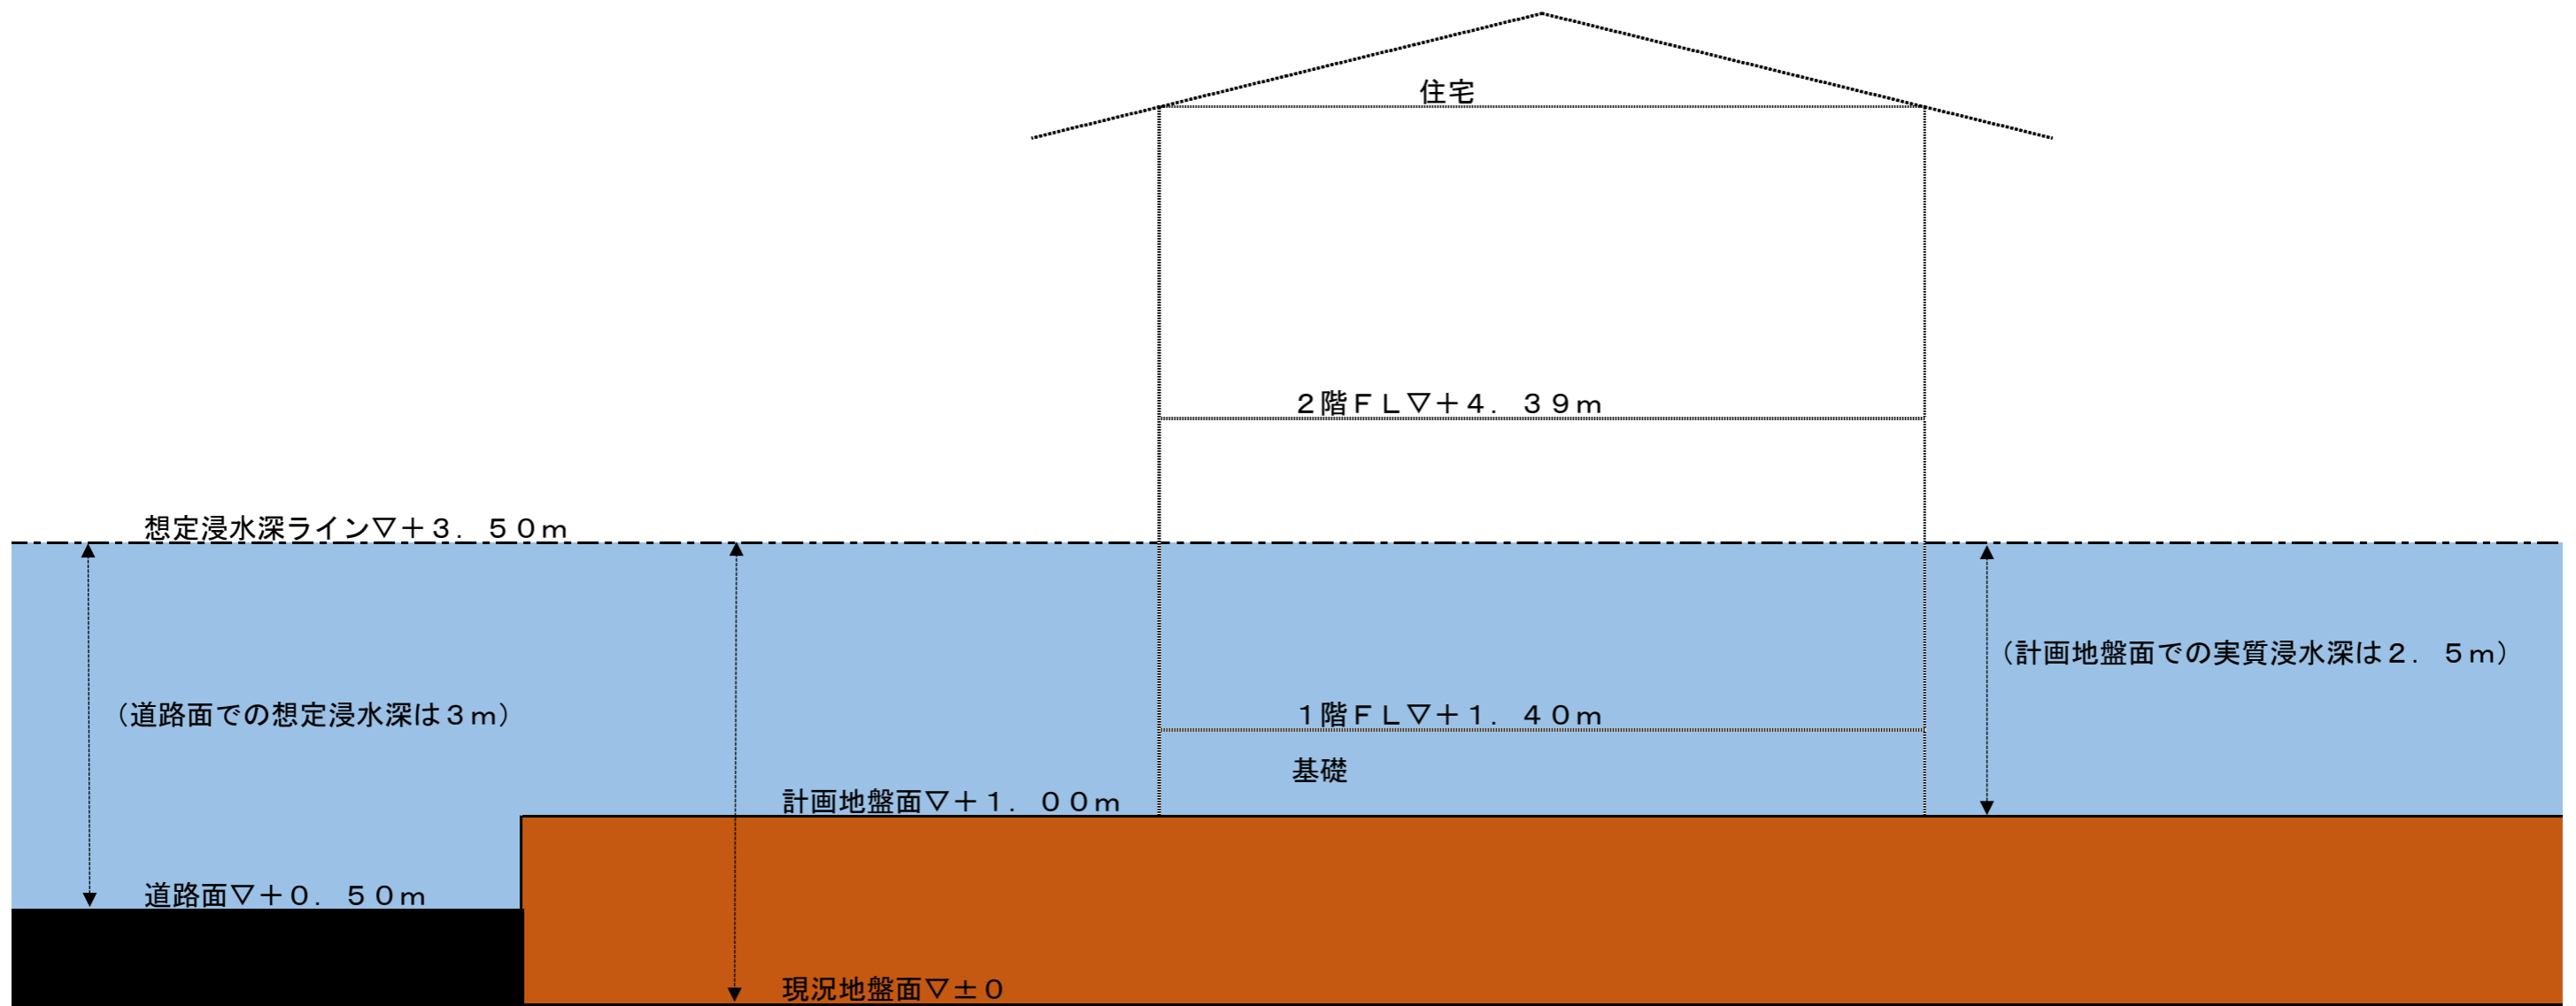 住宅
2階FL▽+4.39m
想定浸水深ライン▽+3.50m
(計画地盤面での実質浸水深は2.5m)
(道路面での想定浸水深は3m)
1階FL▽+1.40m
基礎
計画地盤面▽+1.00m
道路面▽+0.50m
現況地盤面▽±0